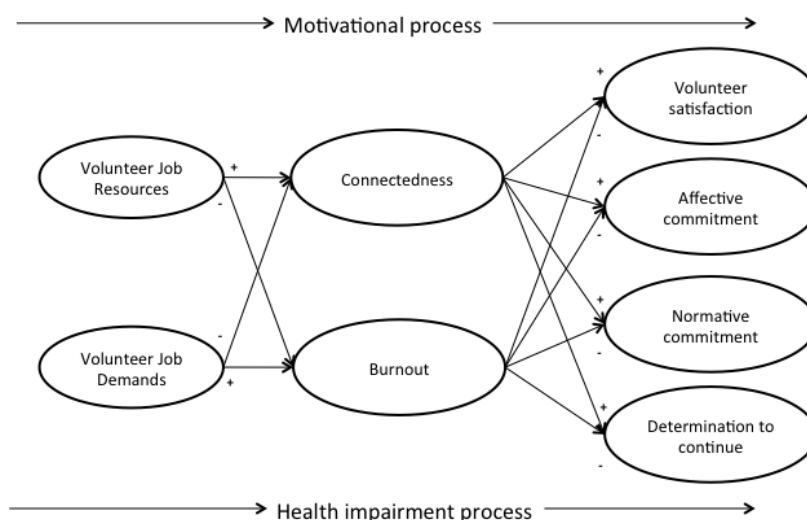 Motivational process
Volunteer
satisfaction
+
-
Volunteer Job
Resources
+
-
Connectedness
Affective
commitment
+
-
Normative
commitment
+
-
Volunteer Job
Demands
-
+
Burnout
Determination to
continue
+
-
Health impairment process